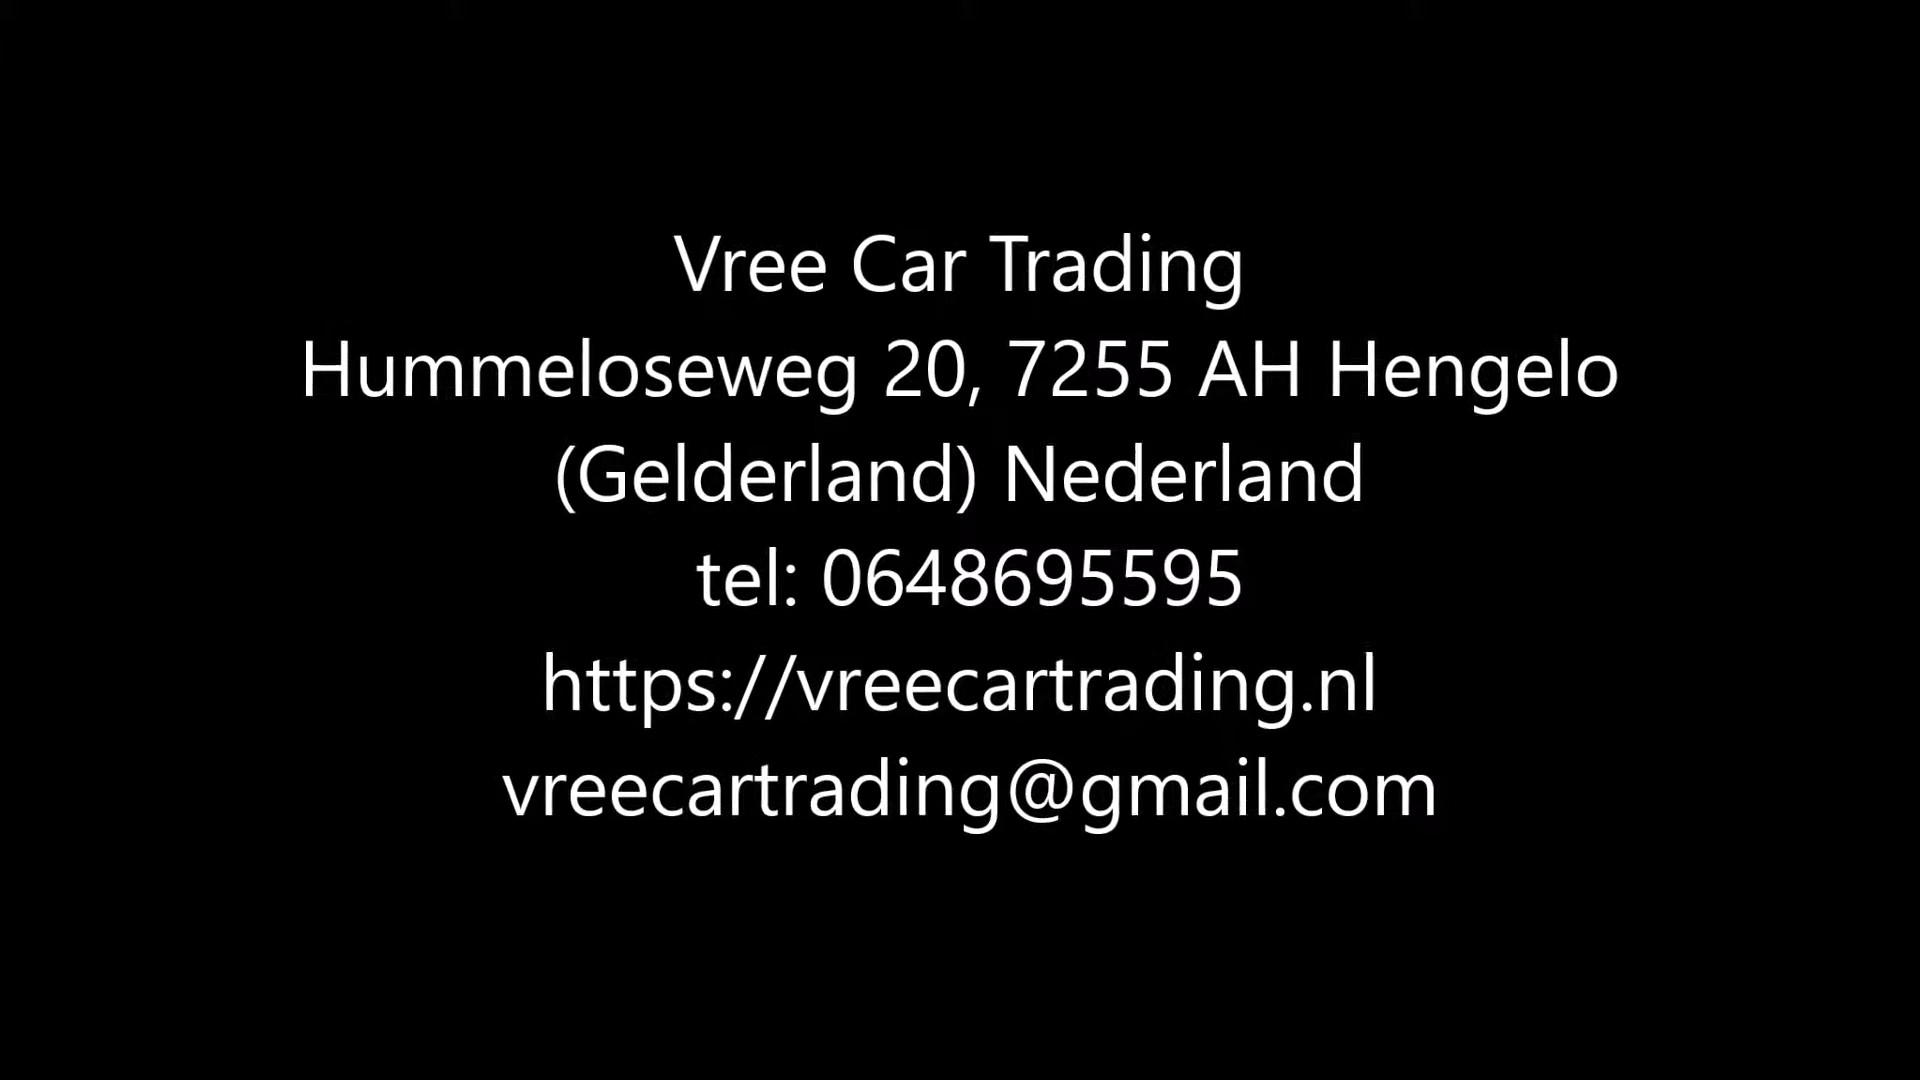 Vree Car Trading
Hummeloseweg 20, 7255 AH Hengelo
(Gelderland) Nederland
tel: 0648695595
https://vreecartrading.nl
vreecartrading@gmail.com